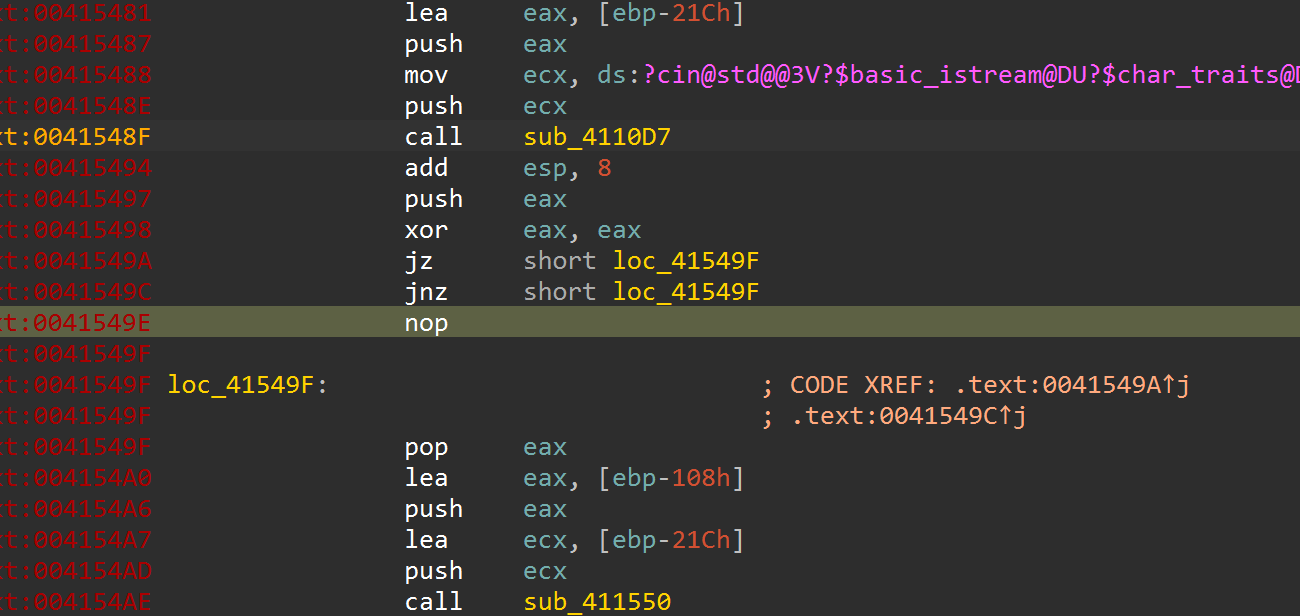 xt:00415481 lea eax, [ebp-21Ch]
xt:00415487 push eax
xt:00415488 mov ecx, ds:?cin@std@@3V?$basic_istream@DU?$char_traits@D
xt:0041548E push ecx
xt:0041548F call sub_4110D7
xt:00415494 add esp, 8
xt:00415497 push eax
xt:00415498 xor eax, eax
xt:0041549A jz short loc_41549F
xt:0041549C jnz short loc_41549F
xt:0041549E nop
xt:0041549F
xt:0041549F loc_41549F: ; CODE XREF: .text:0041549A↑j
xt:0041549F ; .text:0041549C↑j
xt:0041549F pop eax
xt:004154A0 lea eax, [ebp-108h]
xt:004154A6 push eax
xt:004154A7 lea ecx, [ebp-21Ch]
xt:004154AD push ecx
xt:004154AE call sub_411550